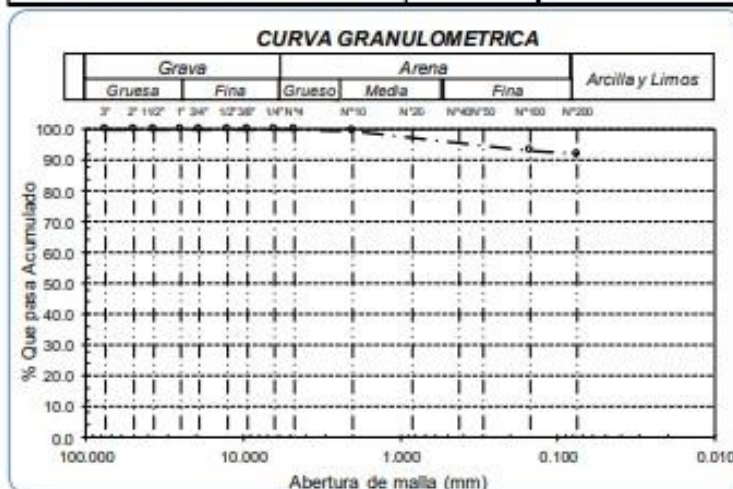 CURVA GRANULOMETRICA
Grava Arena Arcilla y Limos
Gruesa Fina Grueso Media Fina
3" 2" 1 1/2" 1" 3/4" 1/2" 3/8" 1/4" N°4 N°10 N°20 N°40 N°50 N°100 N°200
100.0
90.0
80.0
70.0
60.0
50.0
40.0
30.0
20.0
10.0
0.0
% Que pasa Acumulado
100.000 10.000 1.000 0.100 0.010
Abertura de malla (mm)